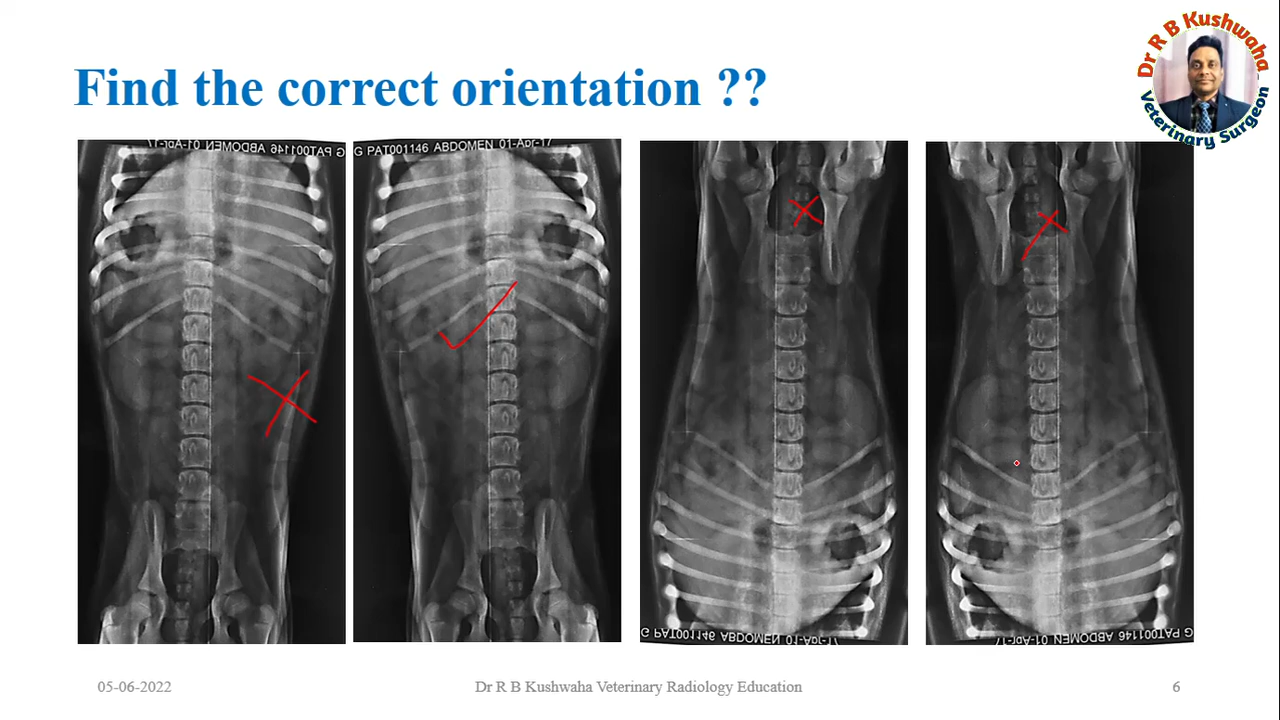 Dr R B Kushwaha
Veterinary Surgeon
Find the correct orientation ??
G PAT001146 ABDOMEN 01-Apr-17
G PAT001146 ABDOMEN 01-Apr-17
G PAT001146 ABDOMEN 01-Apr-17
G PAT001146 ABDOMEN 01-Apr-17
05-06-2022
Dr R B Kushwaha Veterinary Radiology Education
6